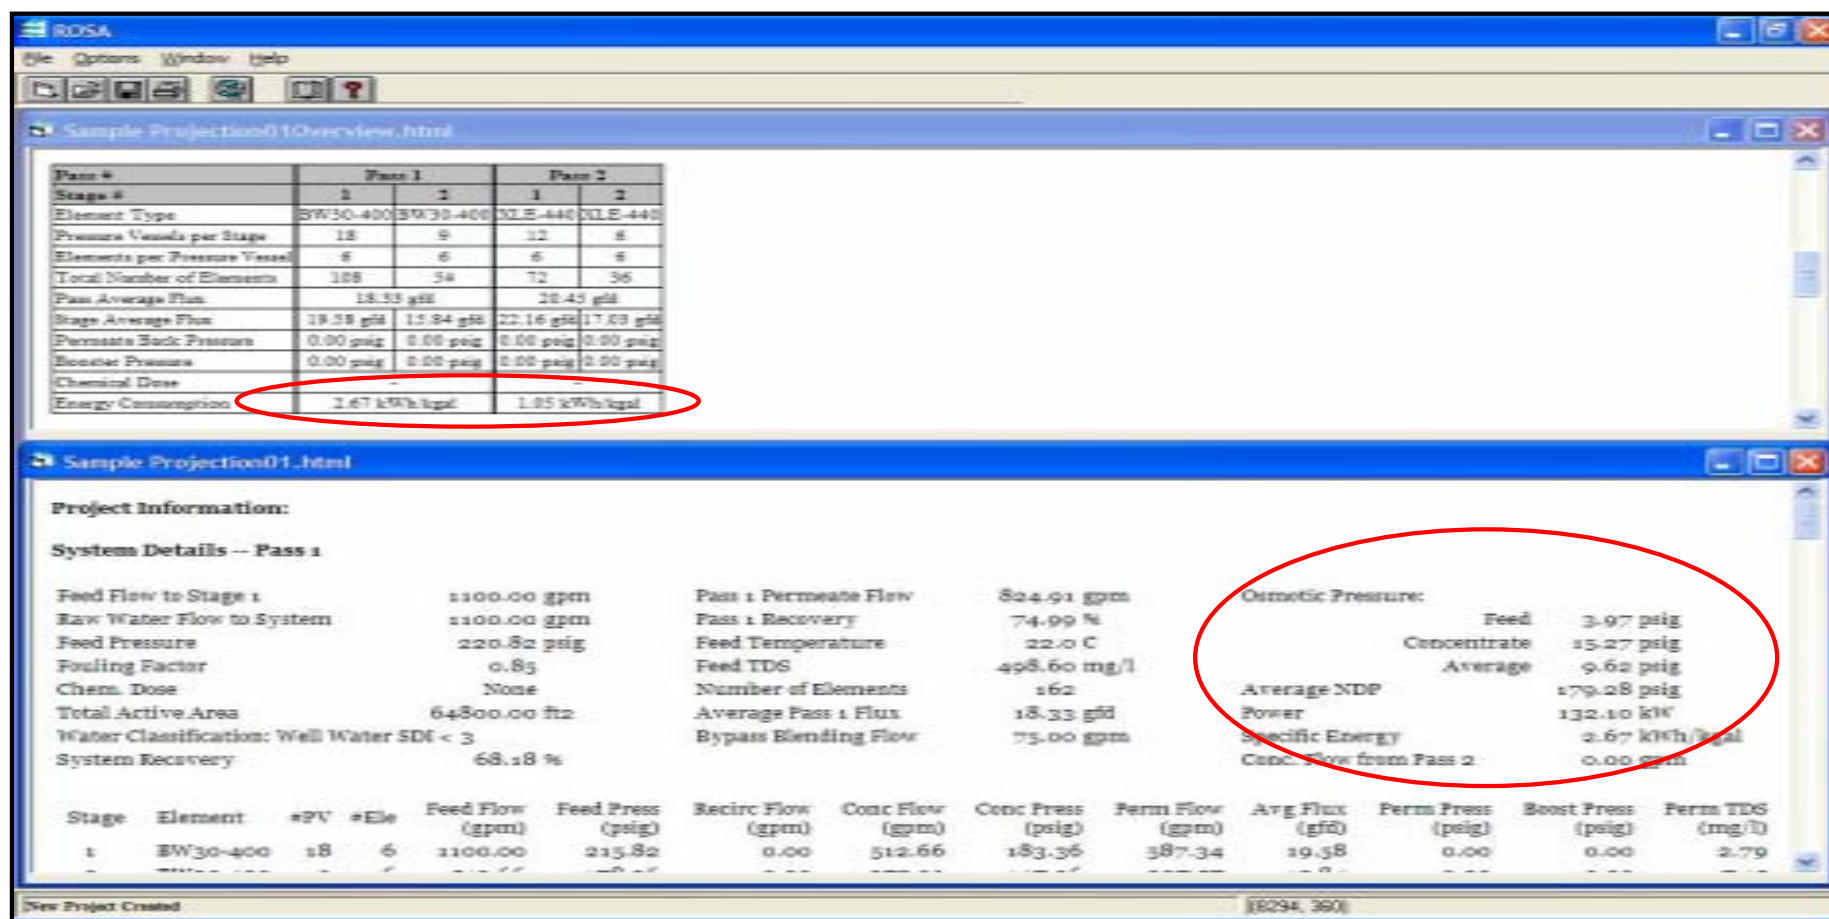 ROSA
File Options Window Help
Sample Projection01Overview.html
Pass # Pass 1 Pass 2
Stage # 1 2 1 2
Element Type BW30-400 BW30-400 XLE-440 XLE-440
Pressure Vessels per Stage 18 9 12 6
Elements per Pressure Vessel 6 6 6 6
Total Number of Elements 108 54 72 36
Pass Average Flux 18.33 gfd 20.45 gfd
Stage Average Flux 19.58 gfd 15.84 gfd 22.16 gfd 17.03 gfd
Permeate Back Pressure 0.00 psig 0.00 psig 0.00 psig 0.00 psig
Booster Pressure 0.00 psig 0.00 psig 0.00 psig 0.00 psig
Chemical Dose - -
Energy Consumption 2.67 kWh/kgal 1.05 kWh/kgal
Sample Projection01.html
Project Information:
System Details -- Pass 1
Feed Flow to Stage 1 1100.00 gpm Pass 1 Permeate Flow 824.91 gpm Osmotic Pressure:
Raw Water Flow to System 1100.00 gpm Pass 1 Recovery 74.99 % Feed 3.97 psig
Feed Pressure 220.82 psig Feed Temperature 22.0 C Concentrate 15.27 psig
Fouling Factor 0.85 Feed TDS 498.60 mg/l Average 9.62 psig
Chem. Dose None Number of Elements 162 Average NDP 179.28 psig
Total Active Area 64800.00 ft2 Average Pass 1 Flux 18.33 gfd Power 132.10 kW
Water Classification: Well Water SDI < 3 Bypass Blending Flow 75.00 gpm Specific Energy 2.67 kWh/kgal
System Recovery 68.18 % Conc. Flow from Pass 2 0.00 gpm
Stage Element #PV #Ele Feed Flow (gpm) Feed Press (psig) Recirc Flow (gpm) Conc Flow (gpm) Conc Press (psig) Perm Flow (gpm) Avg Flux (gfd) Perm Press (psig) Boost Press (psig) Perm TDS (mg/l)
1 BW30-400 18 6 1100.00 215.82 0.00 512.66 183.36 587.34 19.58 0.00 0.00 2.79
New Project Created [(6294, 360)]